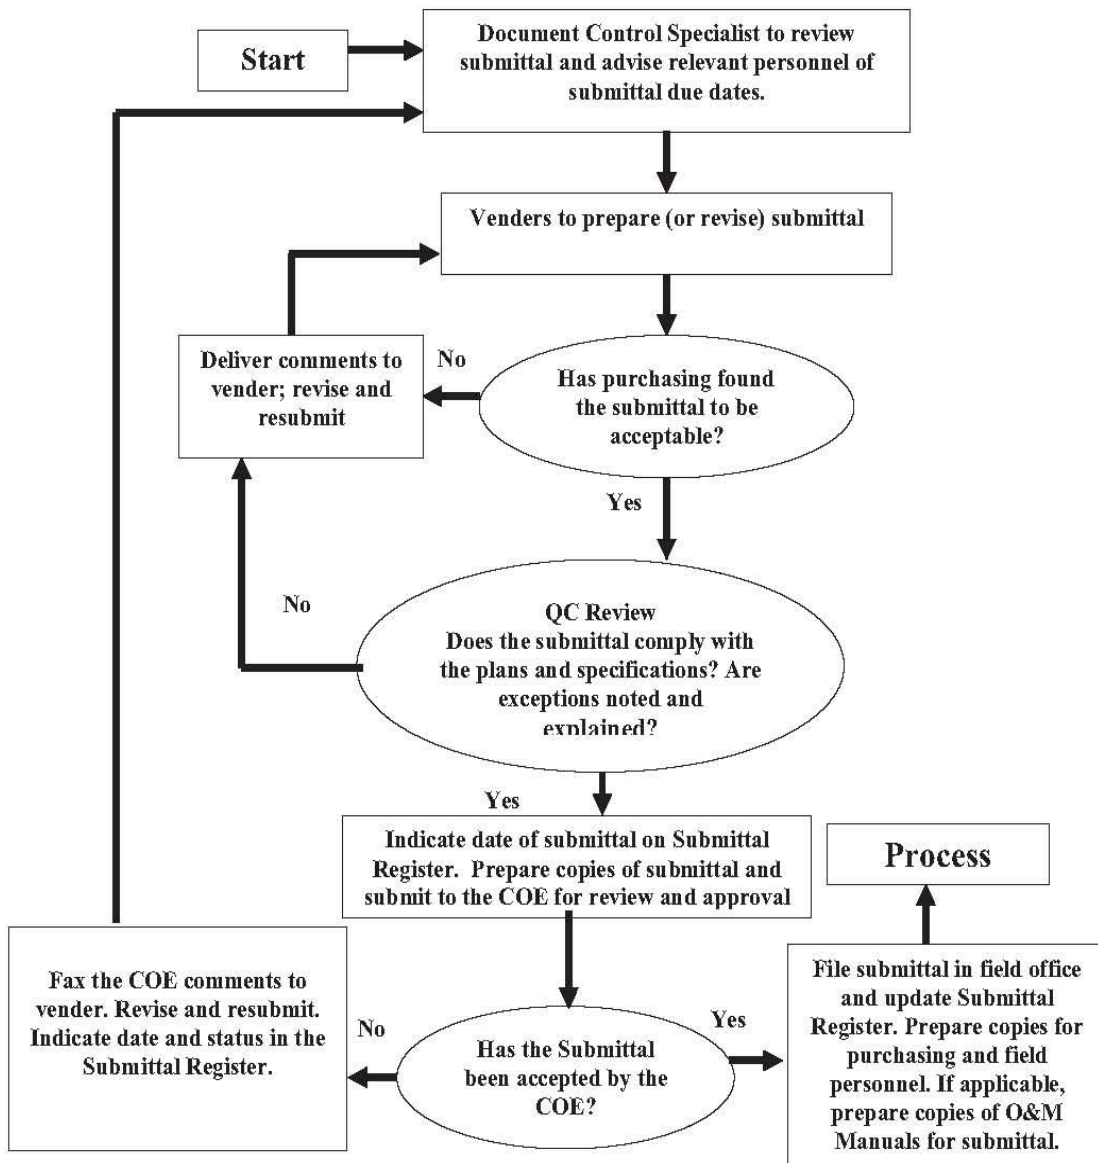 Start
Document Control Specialist to review
submittal and advise relevant personnel of
submittal due dates.
Venders to prepare (or revise) submittal
Deliver comments to
vender; revise and
resubmit
No
Has purchasing found
the submittal to be
acceptable?
Yes
No
QC Review
Does the submittal comply with
the plans and specifications? Are
exceptions noted and
explained?
Yes
Indicate date of submittal on Submittal
Register. Prepare copies of submittal and
submit to the COE for review and approval
Process
Fax the COE comments to
vender. Revise and resubmit.
Indicate date and status in the
Submittal Register.
No
Has the Submittal
been accepted by the
COE?
Yes
File submittal in field office
and update Submittal
Register. Prepare copies for
purchasing and field
personnel. If applicable,
prepare copies of O&M
Manuals for submittal.